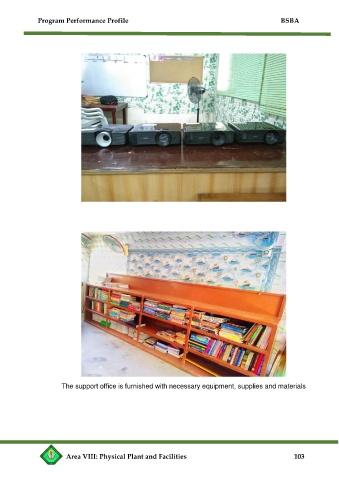 Program Performance Profile BSBA
The support office is furnished with necessary equipment, supplies and materials
Area VIII: Physical Plant and Facilities 103